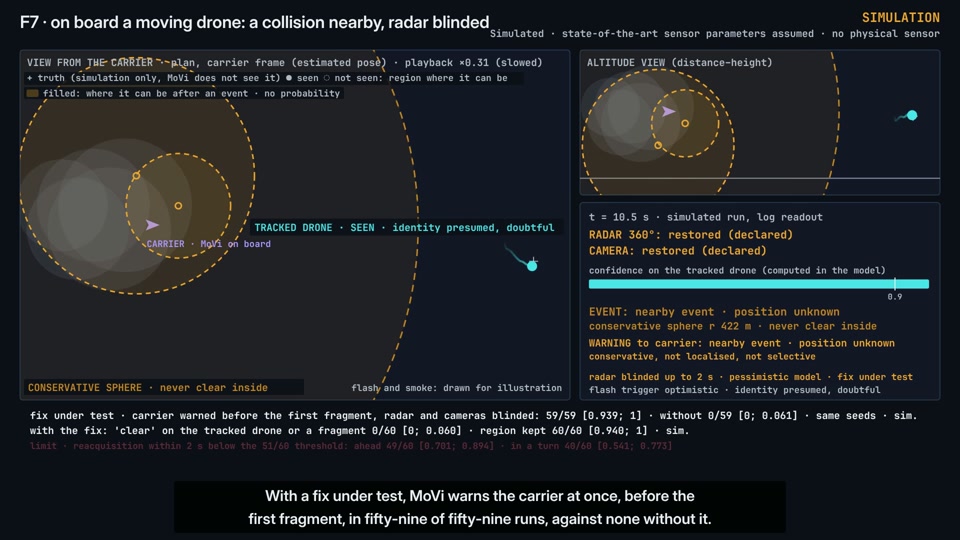 F7 · on board a moving drone: a collision nearby, radar blinded
SIMULATION
Simulated · state-of-the-art sensor parameters assumed · no physical sensor
VIEW FROM THE CARRIER · plan, carrier frame (estimated pose) · playback ×0.31 (slowed)
+ truth (simulation only, MoVi does not see it) ● seen ○ not seen: region where it can be
filled: where it can be after an event · no probability
TRACKED DRONE · SEEN · identity presumed, doubtful
CARRIER · MoVi on board
CONSERVATIVE SPHERE · never clear inside
flash and smoke: drawn for illustration
ALTITUDE VIEW (distance-height)
t = 10.5 s · simulated run, log readout
RADAR 360°: restored (declared)
CAMERA: restored (declared)
confidence on the tracked drone (computed in the model)
0.9
EVENT: nearby event · position unknown
conservative sphere r 422 m · never clear inside
WARNING to carrier: nearby event · position unknown
conservative, not localised, not selective
radar blinded up to 2 s · pessimistic model · fix under test
flash trigger optimistic · identity presumed, doubtful
fix under test · carrier warned before the first fragment, radar and cameras blinded: 59/59 [0.939; 1] · without 0/59 [0; 0.061] · same seeds · sim.
with the fix: 'clear' on the tracked drone or a fragment 0/60 [0; 0.060] · region kept 60/60 [0.940; 1] · sim.
limit · reacquisition within 2 s below the 51/60 threshold: ahead 49/60 [0.701; 0.894] · in a turn 40/60 [0.541; 0.773]
With a fix under test, MoVi warns the carrier at once, before the
first fragment, in fifty-nine of fifty-nine runs, against none without it.